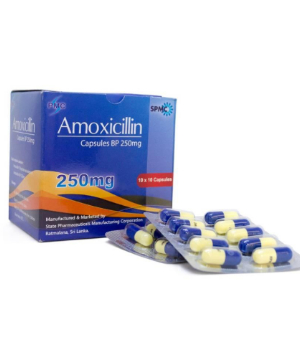 SPMC
Amoxicillin
Capsules BP 250mg
250mg
10 x 10 Capsules
Manufactured & Marketed by
State Pharmaceuticals Manufacturing Corporation
Ratmalana, Sri Lanka.